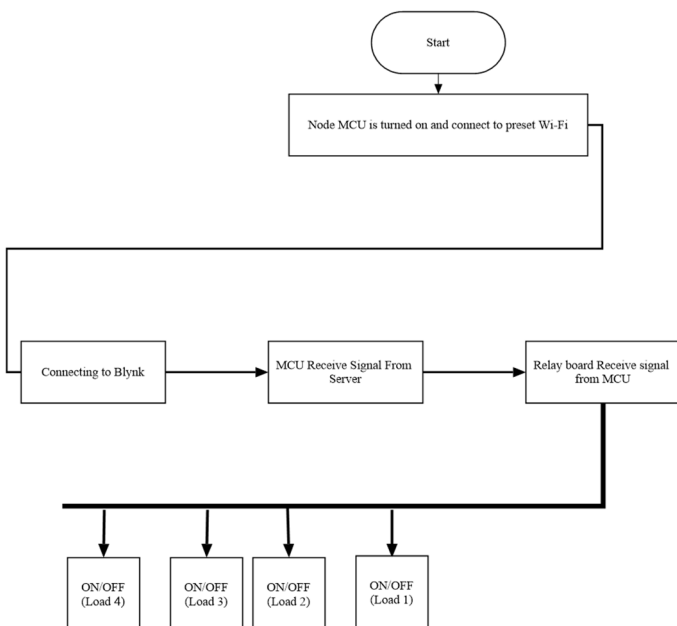 Start
Node MCU is turned on and connect to preset Wi-Fi
Connecting to Blynk
MCU Receive Signal From
Server
Relay board Receive signal
from MCU
ON/OFF
(Load 4)
ON/OFF
(Load 3)
ON/OFF
(Load 2)
ON/OFF
(Load 1)